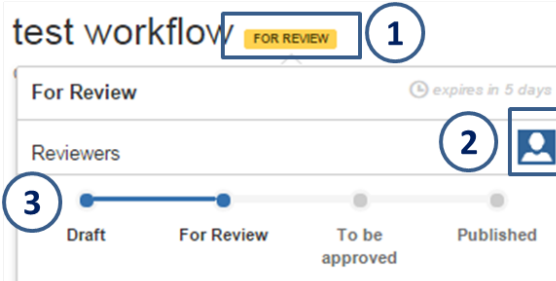 test workflow FOR REVIEW 1
For Review expires in 5 days
Reviewers 2
3
Draft For Review To be approved Published